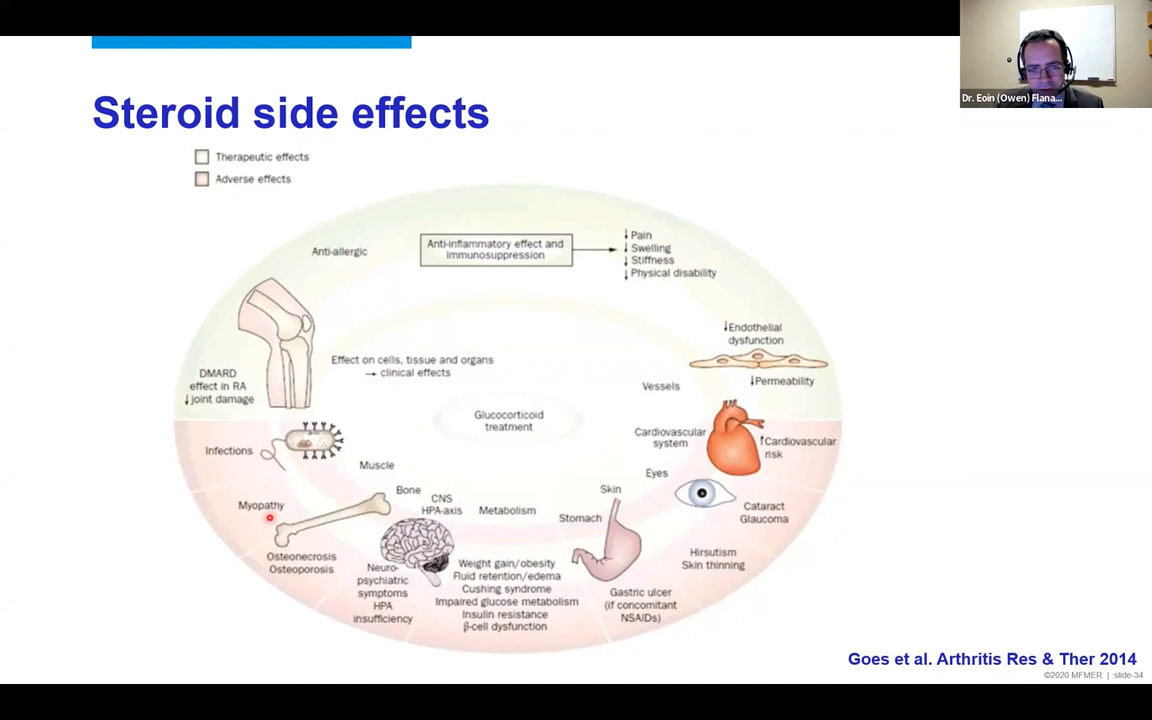 Dr. Eoin (Owen) Flana...
Steroid side effects
Therapeutic effects
Adverse effects
Anti-allergic
Anti-inflammatory effect and
Immunosuppression
↓ Pain
↓ Swelling
↓ Stiffness
↓ Physical disability
↓Endothelial
dysfunction
↓Permeability
DMARD
effect in RA
↓joint damage
Effect on cells, tissue and organs
→ clinical effects
Vessels
Glucocorticoid
treatment
Cardiovascular
system
↑Cardiovascular
risk
Infections
Muscle
Eyes
Myopathy
Bone
CNS
HPA-axis
Metabolism
Stomach
Skin
Cataract
Glaucoma
Osteonecrosis
Osteoporosis
Neuro-
psychiatric
symptoms
HPA
insufficiency
Weight gain/obesity
Fluid retention/edema
Cushing syndrome
Impaired glucose metabolism
Insulin resistance
β-cell dysfunction
Gastric ulcer
(if concomitant
NSAIDs)
Hirsutism
Skin thinning
Goes et al. Arthritis Res & Ther 2014
©2020 MFMER | slide-34